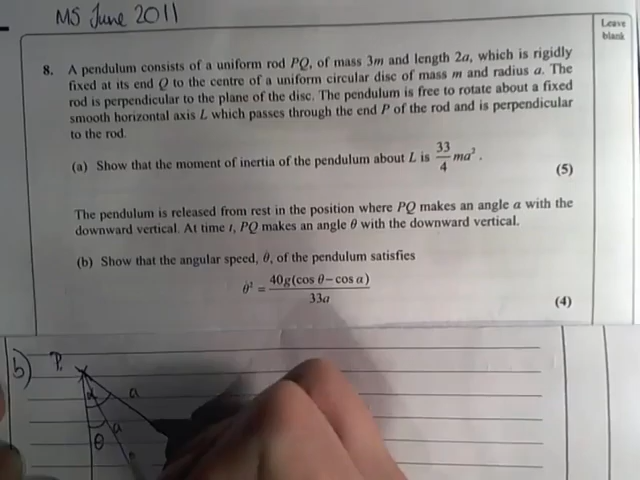 M5 June 2011
Leave
blank
8. A pendulum consists of a uniform rod PQ, of mass 3m and length 2a, which is rigidly
fixed at its end Q to the centre of a uniform circular disc of mass m and radius a. The
rod is perpendicular to the plane of the disc. The pendulum is free to rotate about a fixed
smooth horizontal axis L which passes through the end P of the rod and is perpendicular
to the rod.
(a) Show that the moment of inertia of the pendulum about L is 33/4 ma².
(5)
The pendulum is released from rest in the position where PQ makes an angle α with the
downward vertical. At time t, PQ makes an angle θ with the downward vertical.
(b) Show that the angular speed, θ̇, of the pendulum satisfies
θ̇² = 40g(cos θ – cos α)/33a
(4)
b) P.
α a
θ a